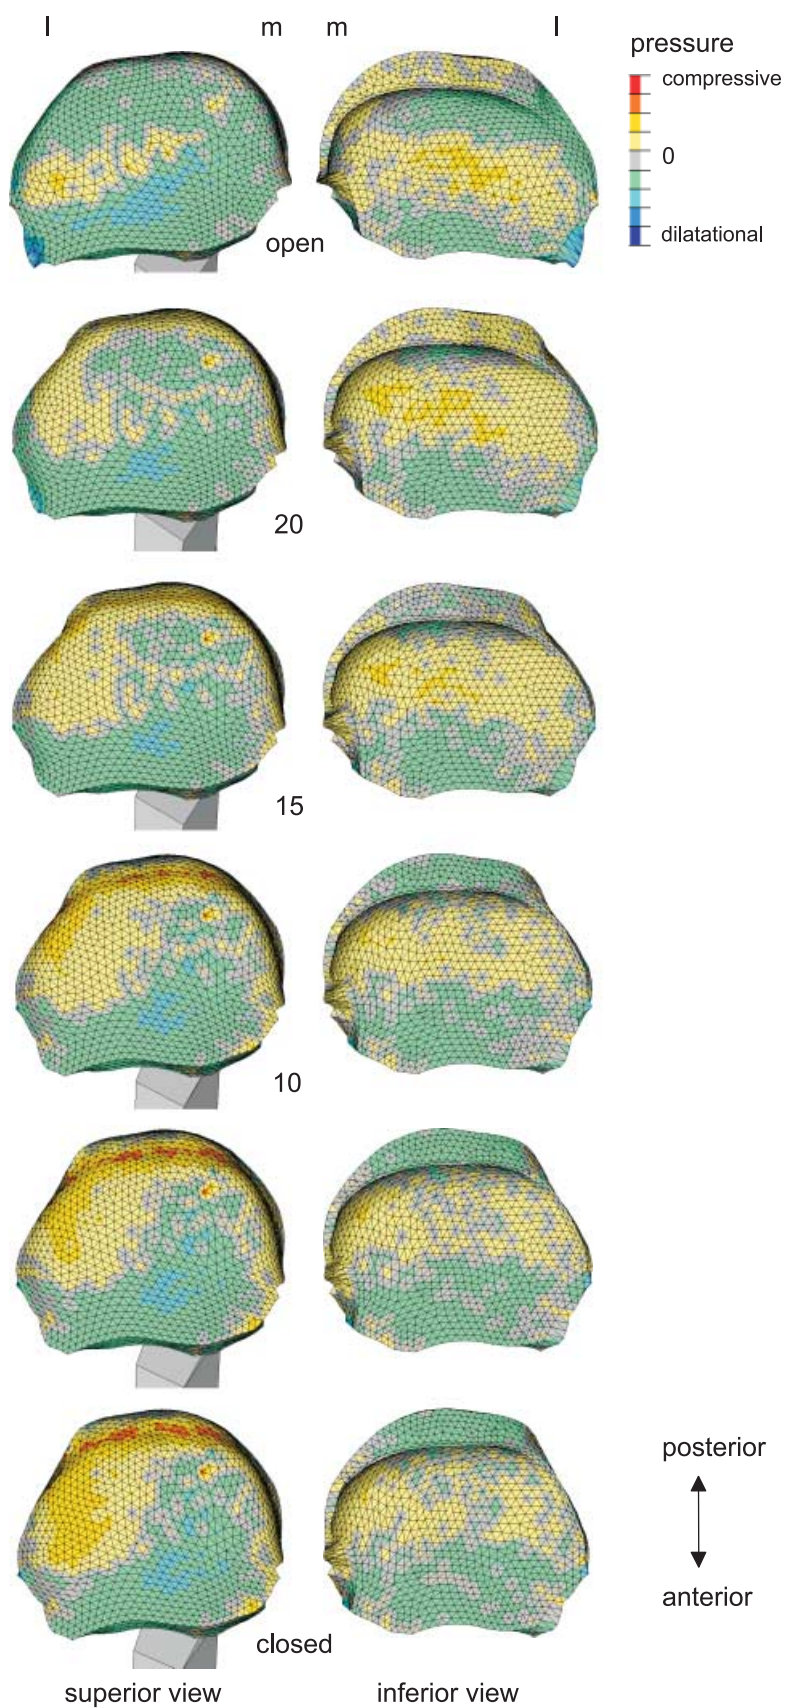 l m m l
pressure
compressive
0
dilatational
open
20
15
10
posterior
anterior
closed
superior view inferior view